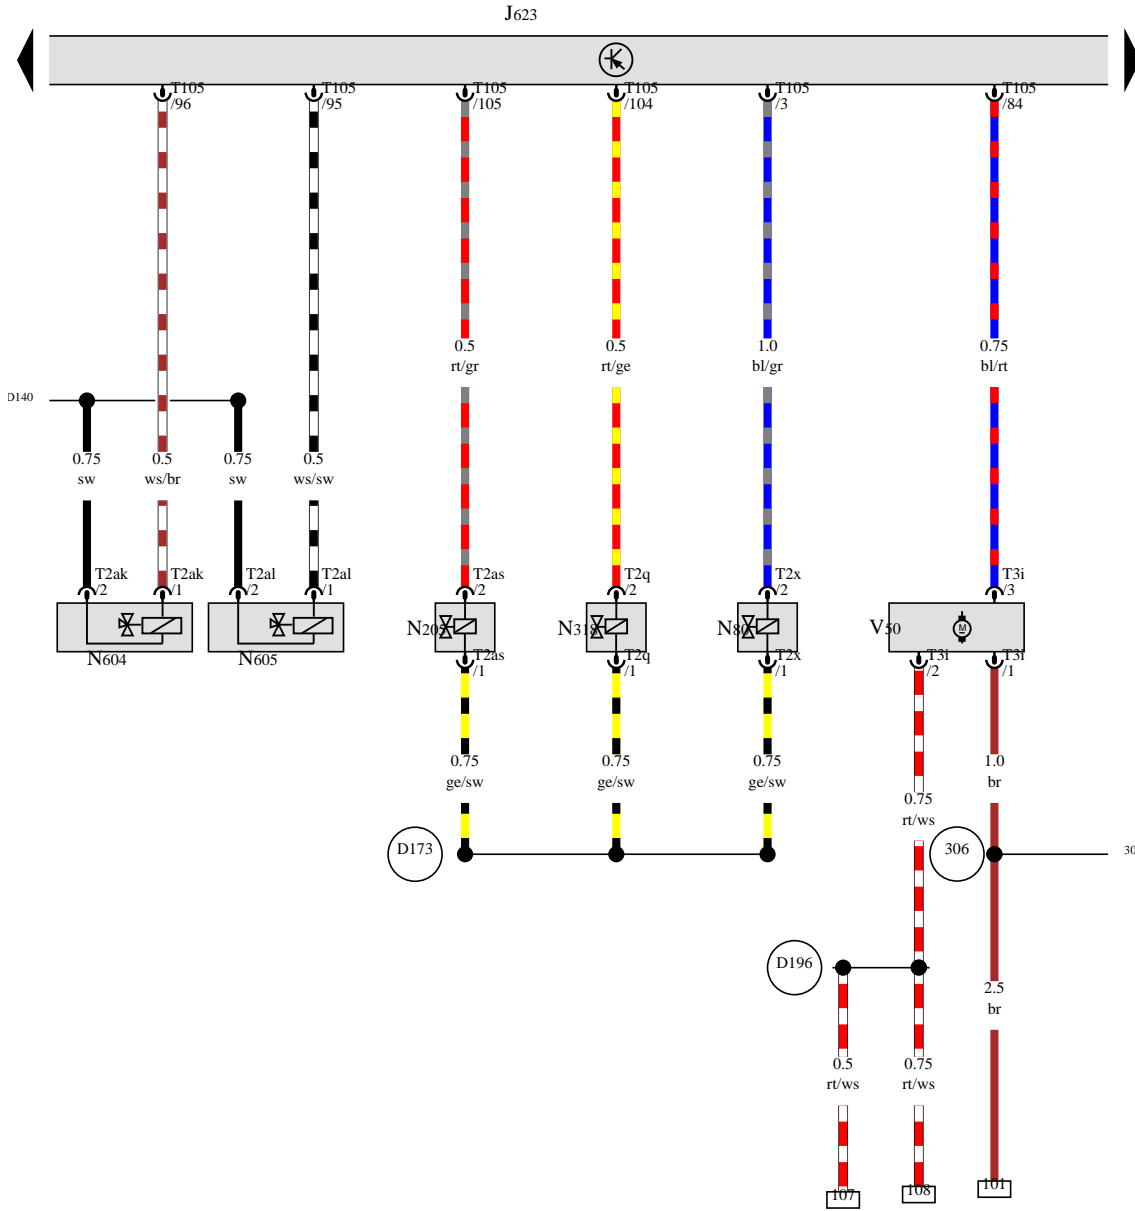 J623
T105 T105 T105 T105 T105 T105
/96 /95 /105 /104 /3 /84
0.5 0.5 1.0 0.75
rt/gr rt/ge bl/gr bl/rt
D140
0.75 0.5 0.75 0.5
sw ws/br sw ws/sw
T2ak T2ak T2al T2al T2as T2q T2x T3i
/2 /1 /2 /1 /2 /2 /2 /3
N205 N318 N80 V50 M
N604 N605 T2as T2q T2x T3i T3i
/1 /1 /1 /2 /1
0.75 0.75 0.75 1.0
ge/sw ge/sw ge/sw br
0.75
rt/ws
D173 306 30
D196
2.5
br
0.5 0.75
rt/ws rt/ws
107 108 101